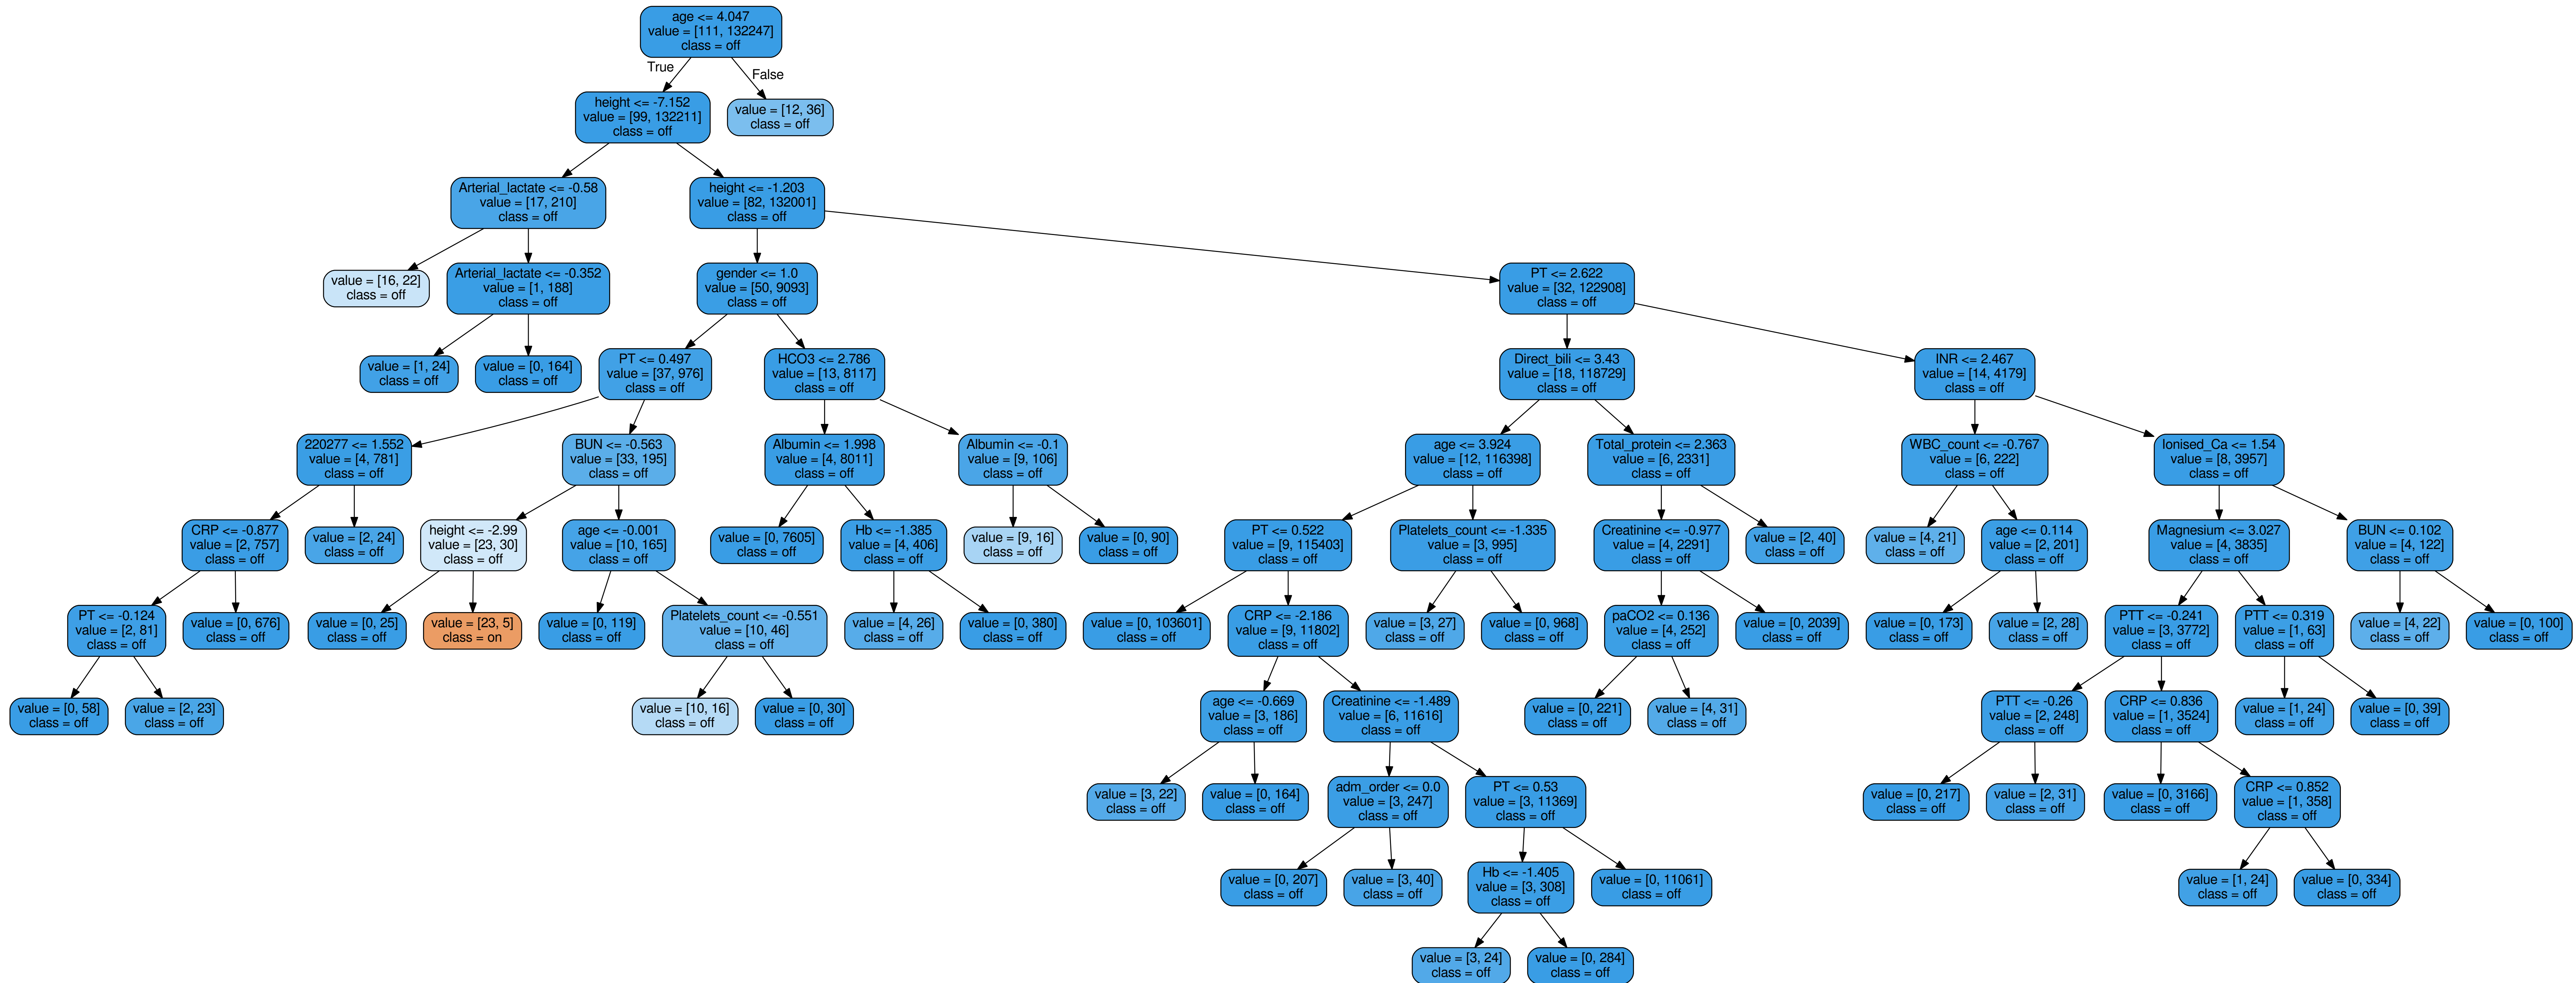 age <= 4.047
value = [111, 132247]
class = off
True
False
height <= -7.152
value = [99, 132211]
class = off
value = [12, 36]
class = off
Arterial_lactate <= -0.58
value = [17, 210]
class = off
height <= -1.203
value = [82, 132001]
class = off
value = [16, 22]
class = off
Arterial_lactate <= -0.352
value = [1, 188]
class = off
gender <= 1.0
value = [50, 9093]
class = off
PT <= 2.622
value = [32, 122908]
class = off
value = [1, 24]
class = off
value = [0, 164]
class = off
PT <= 0.497
value = [37, 976]
class = off
HCO3 <= 2.786
value = [13, 8117]
class = off
Direct_bili <= 3.43
value = [18, 118729]
class = off
INR <= 2.467
value = [14, 4179]
class = off
220277 <= 1.552
value = [4, 781]
class = off
BUN <= -0.563
value = [33, 195]
class = off
Albumin <= 1.998
value = [4, 8011]
class = off
Albumin <= -0.1
value = [9, 106]
class = off
age <= 3.924
value = [12, 116398]
class = off
Total_protein <= 2.363
value = [6, 2331]
class = off
WBC_count <= -0.767
value = [6, 222]
class = off
Ionised_Ca <= 1.54
value = [8, 3957]
class = off
CRP <= -0.877
value = [2, 757]
class = off
value = [2, 24]
class = off
height <= -2.99
value = [23, 30]
class = off
age <= -0.001
value = [10, 165]
class = off
value = [0, 7605]
class = off
Hb <= -1.385
value = [4, 406]
class = off
value = [9, 16]
class = off
value = [0, 90]
class = off
PT <= 0.522
value = [9, 115403]
class = off
Platelets_count <= -1.335
value = [3, 995]
class = off
Creatinine <= -0.977
value = [4, 2291]
class = off
value = [2, 40]
class = off
value = [4, 21]
class = off
age <= 0.114
value = [2, 201]
class = off
Magnesium <= 3.027
value = [4, 3835]
class = off
BUN <= 0.102
value = [4, 122]
class = off
PT <= -0.124
value = [2, 81]
class = off
value = [0, 676]
class = off
value = [0, 25]
class = off
value = [23, 5]
class = on
value = [0, 119]
class = off
Platelets_count <= -0.551
value = [10, 46]
class = off
value = [4, 26]
class = off
value = [0, 380]
class = off
value = [0, 103601]
class = off
CRP <= -2.186
value = [9, 11802]
class = off
value = [3, 27]
class = off
value = [0, 968]
class = off
paCO2 <= 0.136
value = [4, 252]
class = off
value = [0, 2039]
class = off
value = [0, 173]
class = off
value = [2, 28]
class = off
PTT <= -0.241
value = [3, 3772]
class = off
PTT <= 0.319
value = [1, 63]
class = off
value = [4, 22]
class = off
value = [0, 100]
class = off
value = [0, 58]
class = off
value = [2, 23]
class = off
value = [10, 16]
class = off
value = [0, 30]
class = off
age <= -0.669
value = [3, 186]
class = off
Creatinine <= -1.489
value = [6, 11616]
class = off
value = [0, 221]
class = off
value = [4, 31]
class = off
PTT <= -0.26
value = [2, 248]
class = off
CRP <= 0.836
value = [1, 3524]
class = off
value = [1, 24]
class = off
value = [0, 39]
class = off
value = [3, 22]
class = off
value = [0, 164]
class = off
adm_order <= 0.0
value = [3, 247]
class = off
PT <= 0.53
value = [3, 11369]
class = off
value = [0, 217]
class = off
value = [2, 31]
class = off
value = [0, 3166]
class = off
CRP <= 0.852
value = [1, 358]
class = off
value = [0, 207]
class = off
value = [3, 40]
class = off
Hb <= -1.405
value = [3, 308]
class = off
value = [0, 11061]
class = off
value = [1, 24]
class = off
value = [0, 334]
class = off
value = [3, 24]
class = off
value = [0, 284]
class = off